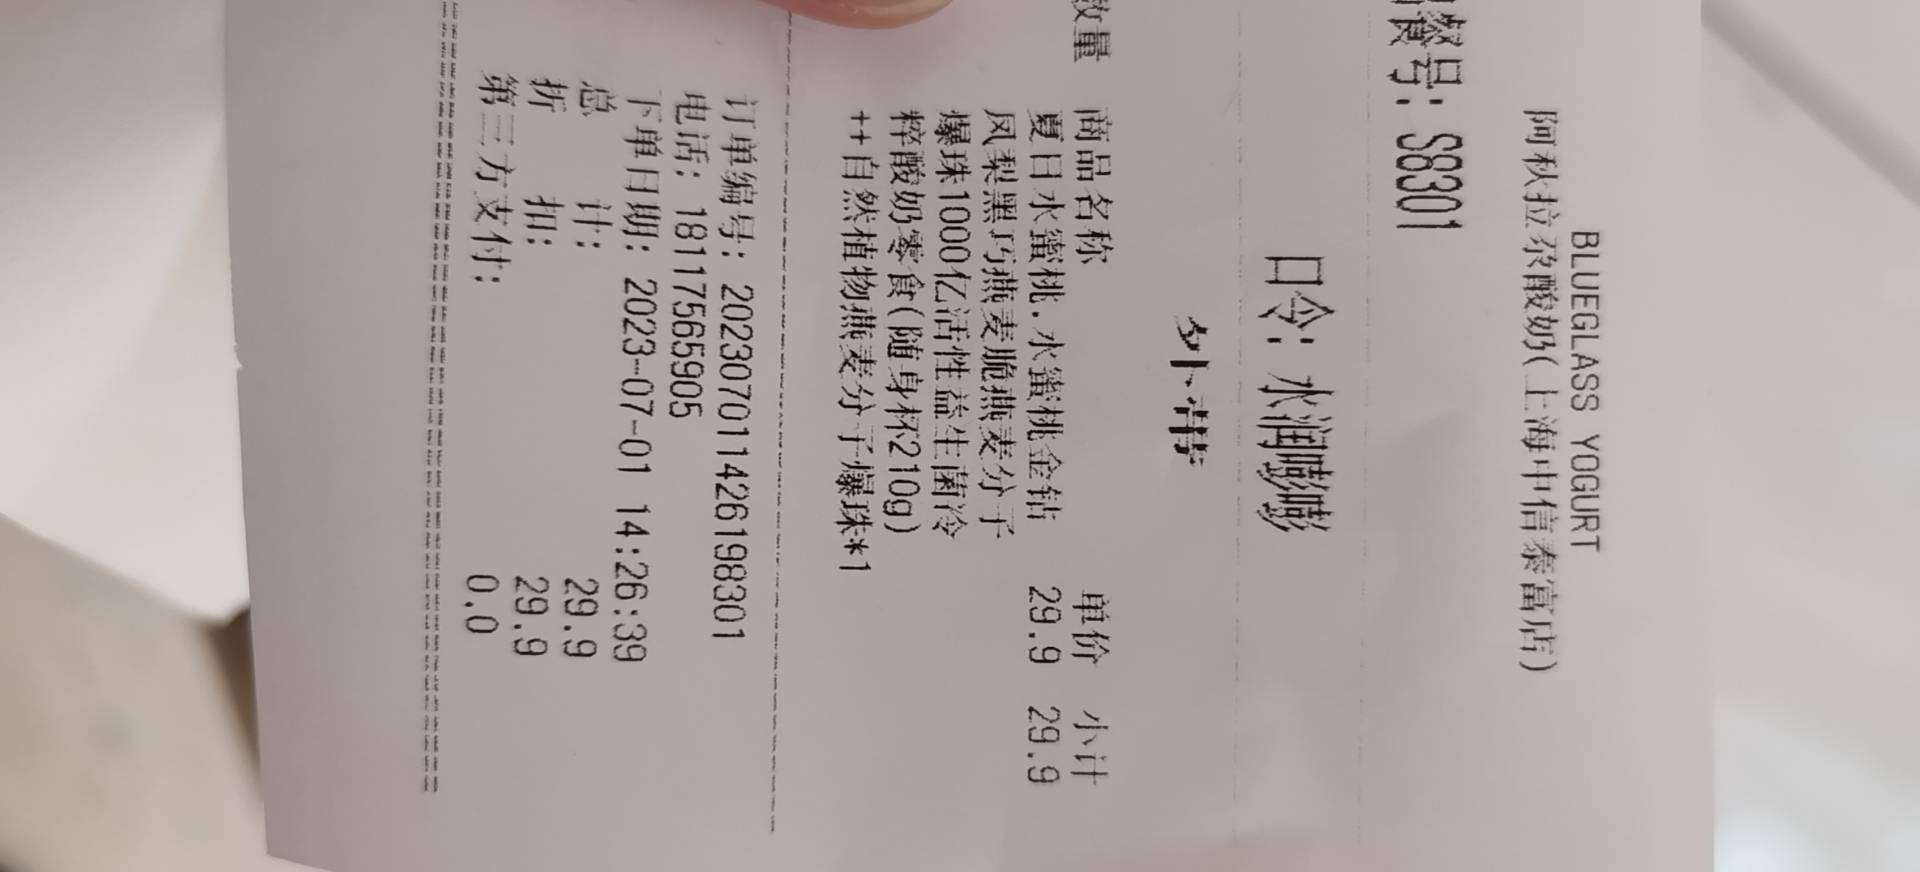 BLUEGLASS YOGURT
阿秋拉尕酸奶(上海中信泰富店)
餐号: S8301
口令: 水润嘭嘭
外带
数量 商品名称 单价 小计
夏日水蜜桃.水蜜桃金钻 29.9 29.9
凤梨黑巧燕麦脆燕麦分子
爆珠1000亿活性益生菌冷
粹酸奶零食(随身杯210g)
++自然植物燕麦分子爆珠*1
订单编号: 202307011426198301
电话: 18117565905
下单日期: 2023-07-01 14:26:39
总 计: 29.9
折 扣: 29.9
第三方支付: 0.0